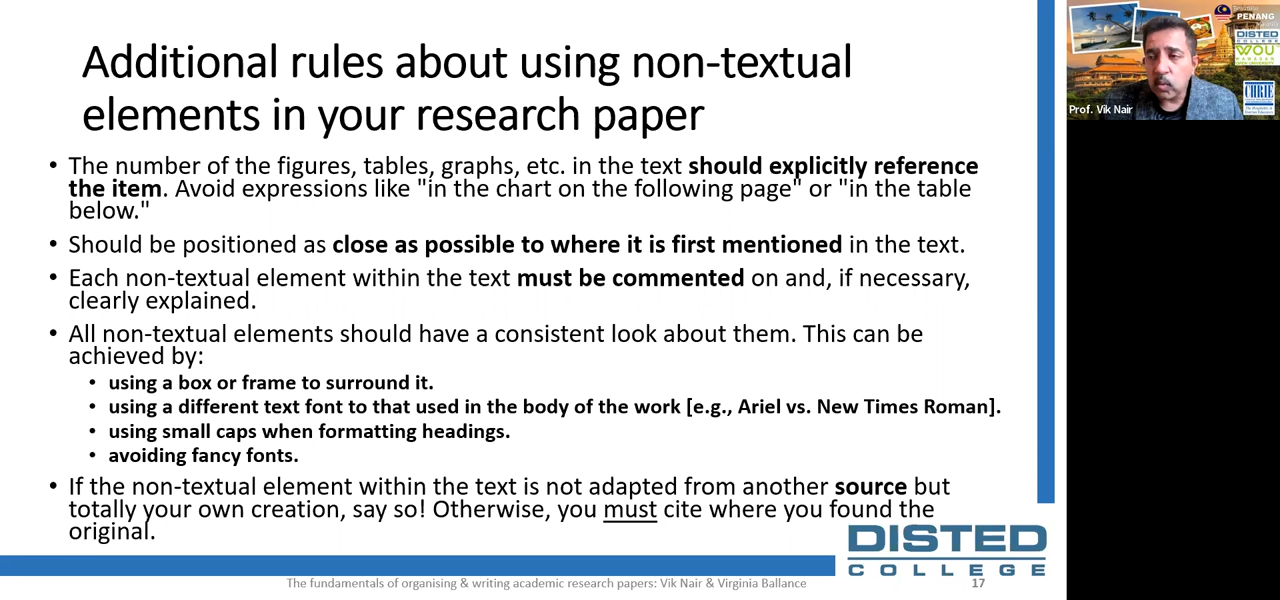 Additional rules about using non-textual
elements in your research paper
• The number of the figures, tables, graphs, etc. in the text should explicitly reference
the item. Avoid expressions like "in the chart on the following page" or "in the table
below."
• Should be positioned as close as possible to where it is first mentioned in the text.
• Each non-textual element within the text must be commented on and, if necessary,
clearly explained.
• All non-textual elements should have a consistent look about them. This can be
achieved by:
• using a box or frame to surround it.
• using a different text font to that used in the body of the work [e.g., Ariel vs. New Times Roman].
• using small caps when formatting headings.
• avoiding fancy fonts.
• If the non-textual element within the text is not adapted from another source but
totally your own creation, say so! Otherwise, you must cite where you found the
original.
DISTED
COLLEGE
The fundamentals of organising & writing academic research papers: Vik Nair & Virginia Ballance
17
PENANG
DISTED
COLLEGE
WOU
CHRIE
Prof. Vik Nair